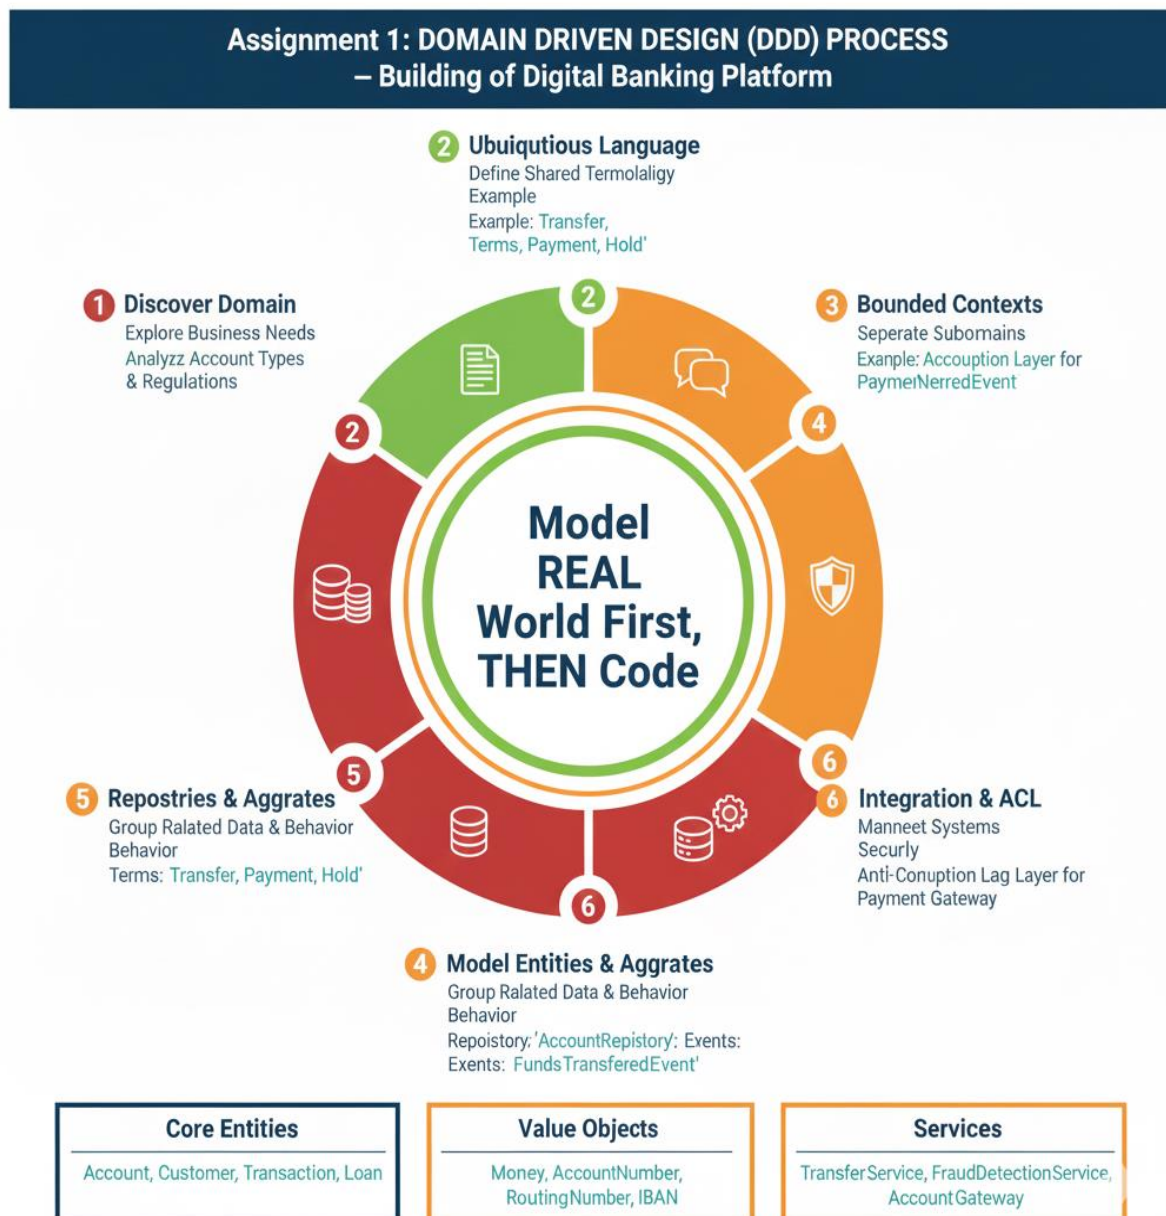 Assignment 1: DOMAIN DRIVEN DESIGN (DDD) PROCESS
– Building of Digital Banking Platform
2 Ubuiqutious Language
Define Shared Termolaligy
Example
Exanple: Transfer,
Terms, Payment, Hold'
1 Discover Domain
Explore Business Needs
Analyzz Account Types
& Regulations
3 Bounded Contexts
Seperate Subomains
Exanple: Accouption Layer for
PaymerNerredEvent
2
2
4
Model
REAL
World First,
THEN Code
5
6
6
5 Repostries & Aggrates
Group Ralated Data & Behavior
Behavior
Terms: Transfer, Payment, Hold'
6 Integration & ACL
Manneet Systems
Securly
Anti-Conuption Lag Layer for
Payment Gateway
4 Model Entities & Aggrates
Group Ralated Data & Behavior
Behavior
Repoistory: 'AccountRepistory': Exents:
Exents: FundsTransferedEvent'
Core Entities
Account, Customer, Transaction, Loan
Value Objects
Money, AccountNumber,
RoutingNumber, IBAN
Services
TransferService, FraudDetectionService,
AccountGateway